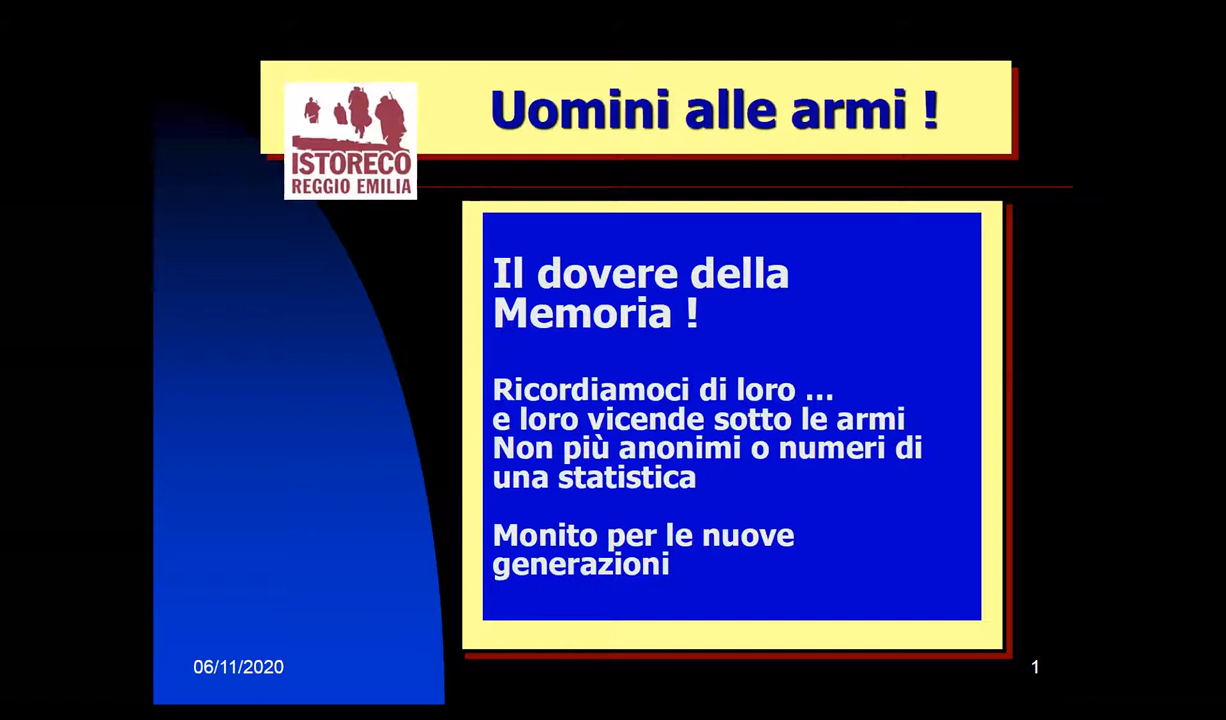 Uomini alle armi !
ISTORECO
REGGIO EMILIA
Il dovere della
Memoria !
Ricordiamoci di loro ...
e loro vicende sotto le armi
Non più anonimi o numeri di
una statistica
Monito per le nuove
generazioni
06/11/2020
1